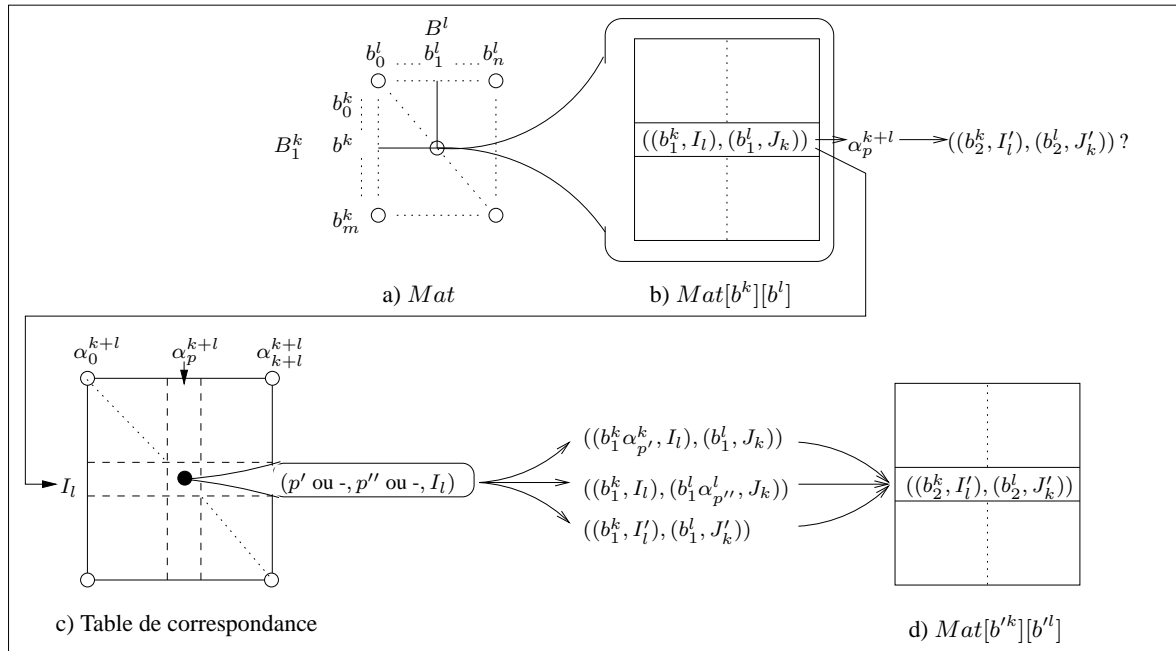 B^l
b_0^l b_1^l b_n^l
b_0^k
B_1^k b^k
b_m^k
((b_1^k, I_l), (b_1^l, J_k)) α_p^{k+l} ((b_2^k, I'_l), (b_2^l, J'_k)) ?
a) Mat
b) Mat[b^k][b^l]
α_0^{k+l} α_p^{k+l} α_{k+l}^{k+l}
I_l
(p' ou -, p'' ou -, I_l)
((b_1^k α_{p'}^k, I_l), (b_1^l, J_k))
((b_1^k, I_l), (b_1^l α_{p''}^l, J_k))
((b_1^k, I'_l), (b_1^l, J'_k))
((b_2^k, I'_l), (b_2^l, J'_k))
c) Table de correspondance
d) Mat[b'^k][b'^l]